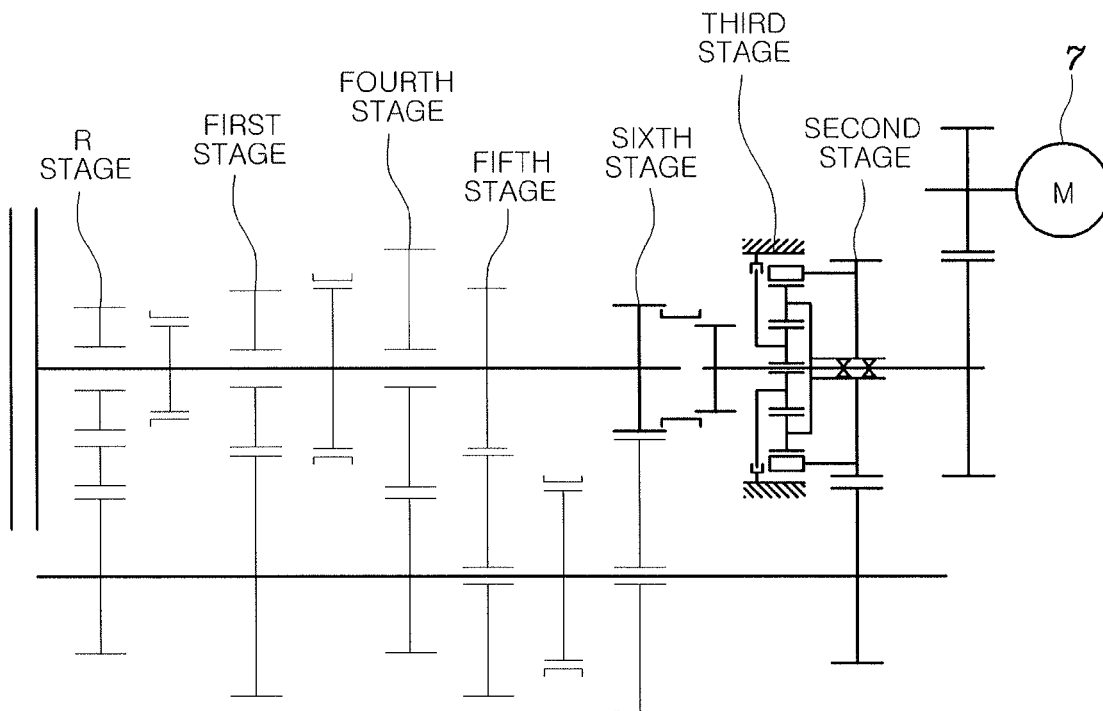 THIRD
STAGE
7
FOURTH
STAGE
R
STAGE
FIRST
STAGE
FIFTH
STAGE
SIXTH
STAGE
SECOND
STAGE
M